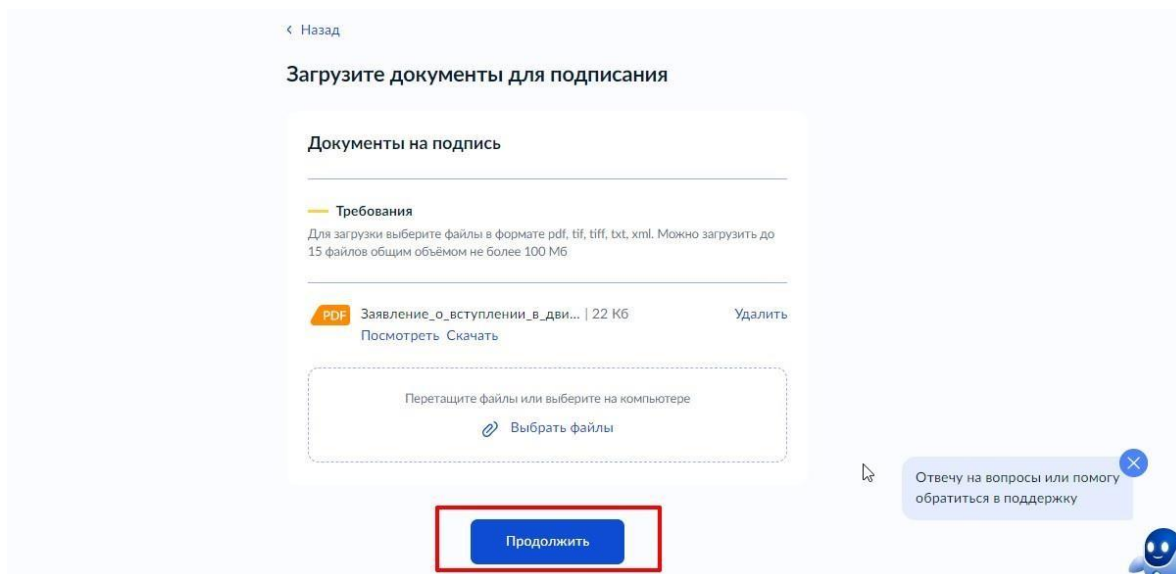 Назад
Загрузите документы для подписания
Документы на подпись
Требования
Для загрузки выберите файлы в формате pdf, tif, tiff, txt, xml. Можно загрузить до
15 файлов общим объёмом не более 100 Мб
PDF Заявление_о_вступлении_в_дви... | 22 Кб Удалить
Посмотреть Скачать
Перетащите файлы или выберите на компьютере
Выбрать файлы
Отвечу на вопросы или помогу
обратиться в поддержку
Продолжить